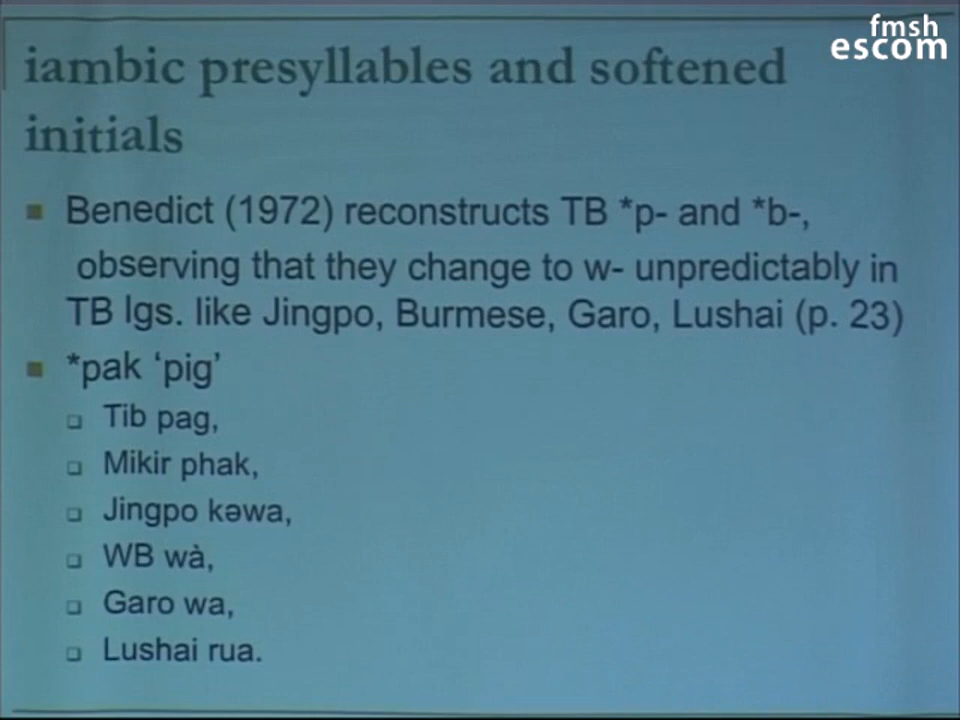 fmsh
escom
iambic presyllables and softened
initials
Benedict (1972) reconstructs TB *p- and *b-,
observing that they change to w- unpredictably in
TB lgs. like Jingpo, Burmese, Garo, Lushai (p. 23)
*pak ‘pig’
Tib pag,
Mikir phak,
Jingpo kəwa,
WB wà,
Garo wa,
Lushai rua.